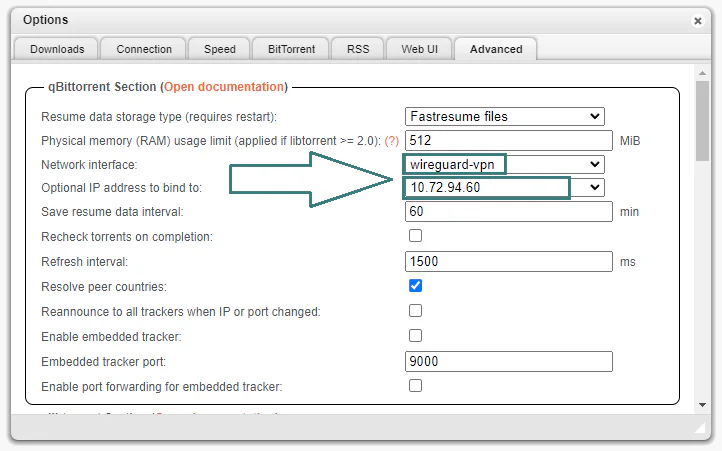 Options
Downloads Connection Speed BitTorrent RSS Web UI Advanced
qBittorrent Section (Open documentation)
Resume data storage type (requires restart): Fastresume files
Physical memory (RAM) usage limit (applied if libtorrent >= 2.0): (?) 512 MiB
Network interface: wireguard-vpn
Optional IP address to bind to: 10.72.94.60
Save resume data interval: 60 min
Recheck torrents on completion:
Refresh interval: 1500 ms
Resolve peer countries:
Reannounce to all trackers when IP or port changed:
Enable embedded tracker:
Embedded tracker port: 9000
Enable port forwarding for embedded tracker: